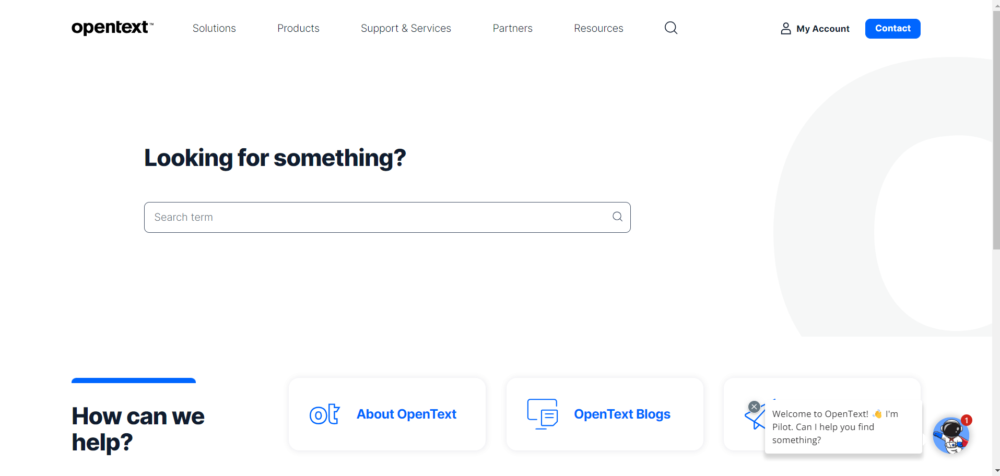 opentext™
Solutions
Products
Support & Services
Partners
Resources
My Account
Contact
Looking for something?
Search term
How can we
help?
About OpenText
OpenText Blogs
Welcome to OpenText! 👋 I'm
Pilot. Can I help you find
something?
1